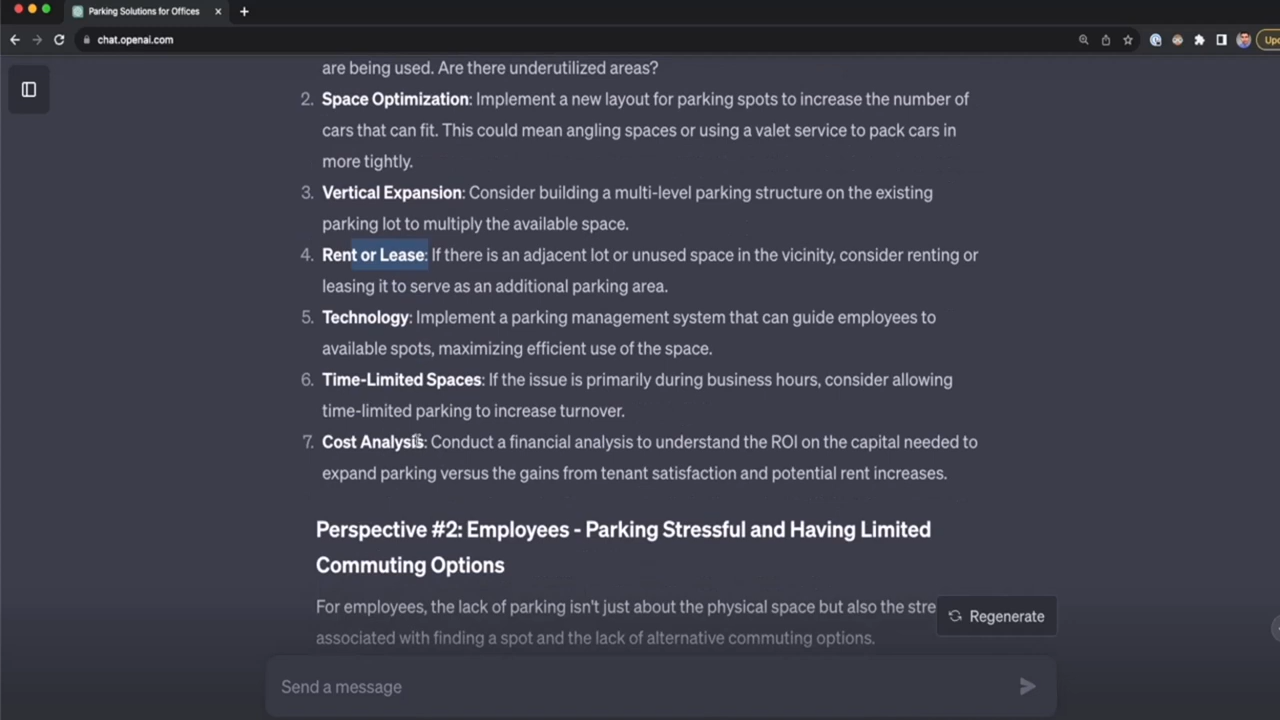 Parking Solutions for Offices
chat.openai.com
are being used. Are there underutilized areas?
2. Space Optimization: Implement a new layout for parking spots to increase the number of
cars that can fit. This could mean angling spaces or using a valet service to pack cars in
more tightly.
3. Vertical Expansion: Consider building a multi-level parking structure on the existing
parking lot to multiply the available space.
4. Rent or Lease: If there is an adjacent lot or unused space in the vicinity, consider renting or
leasing it to serve as an additional parking area.
5. Technology: Implement a parking management system that can guide employees to
available spots, maximizing efficient use of the space.
6. Time-Limited Spaces: If the issue is primarily during business hours, consider allowing
time-limited parking to increase turnover.
7. Cost Analysis: Conduct a financial analysis to understand the ROI on the capital needed to
expand parking versus the gains from tenant satisfaction and potential rent increases.
Perspective #2: Employees - Parking Stressful and Having Limited
Commuting Options
For employees, the lack of parking isn't just about the physical space but also the stre
associated with finding a spot and the lack of alternative commuting options.
Regenerate
Send a message